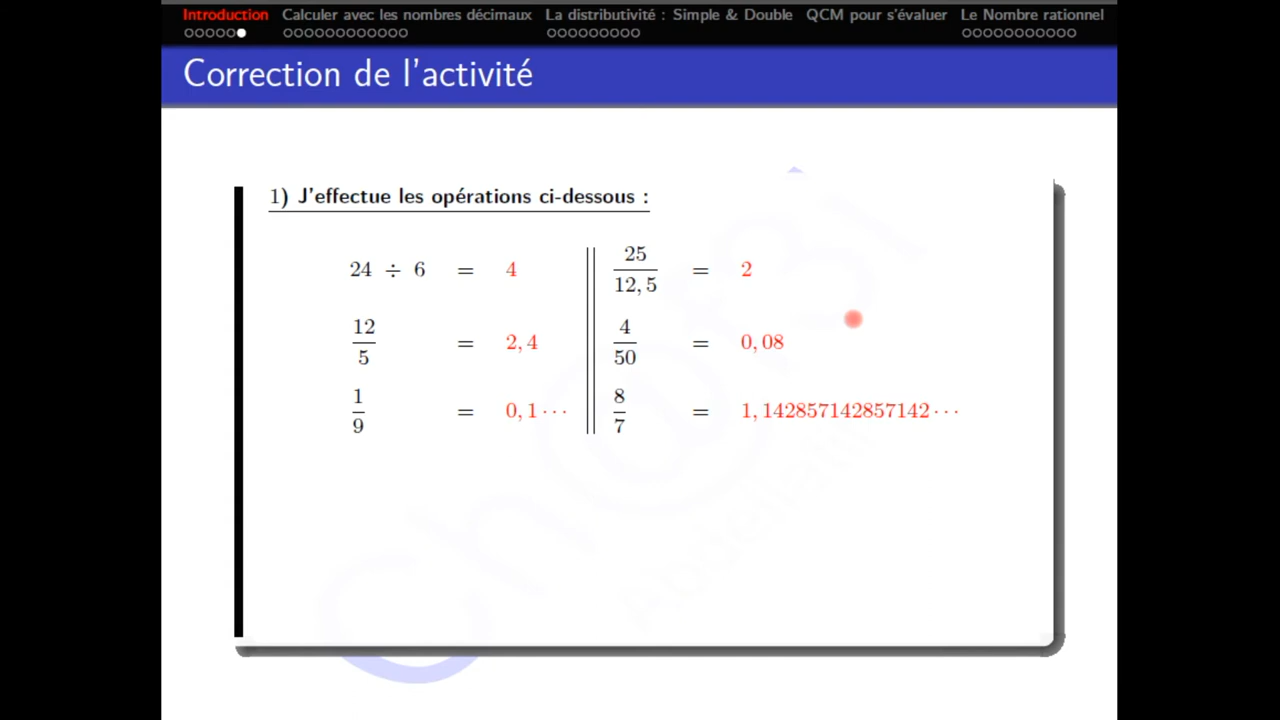 Introduction Calculer avec les nombres décimaux La distributivité : Simple & Double QCM pour s'évaluer Le Nombre rationnel
Correction de l'activité
1) J'effectue les opérations ci-dessous :
24 ÷ 6 = 4
12/5 = 2,4
1/9 = 0,1···
25/12,5 = 2
4/50 = 0,08
8/7 = 1,142857142857142···